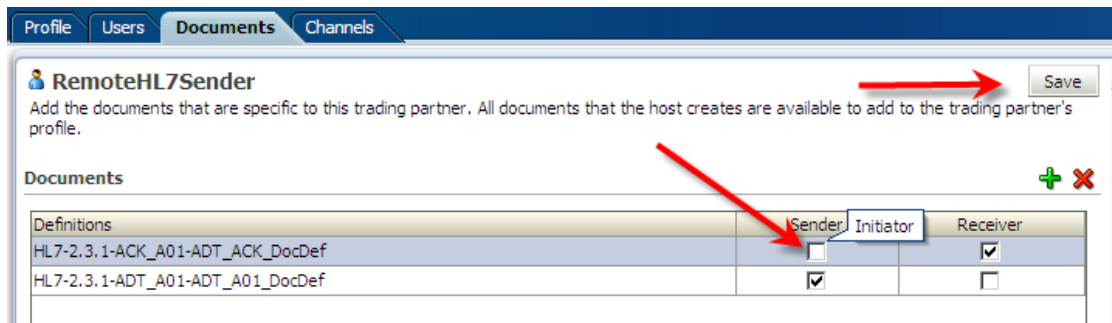 Profile Users Documents Channels
RemoteHL7Sender Save
Add the documents that are specific to this trading partner. All documents that the host creates are available to add to the trading partner's
profile.
Documents
Definitions Sender Initiator Receiver
HL7-2.3.1-ACK_A01-ADT_ACK_DocDef
HL7-2.3.1-ADT_A01-ADT_A01_DocDef